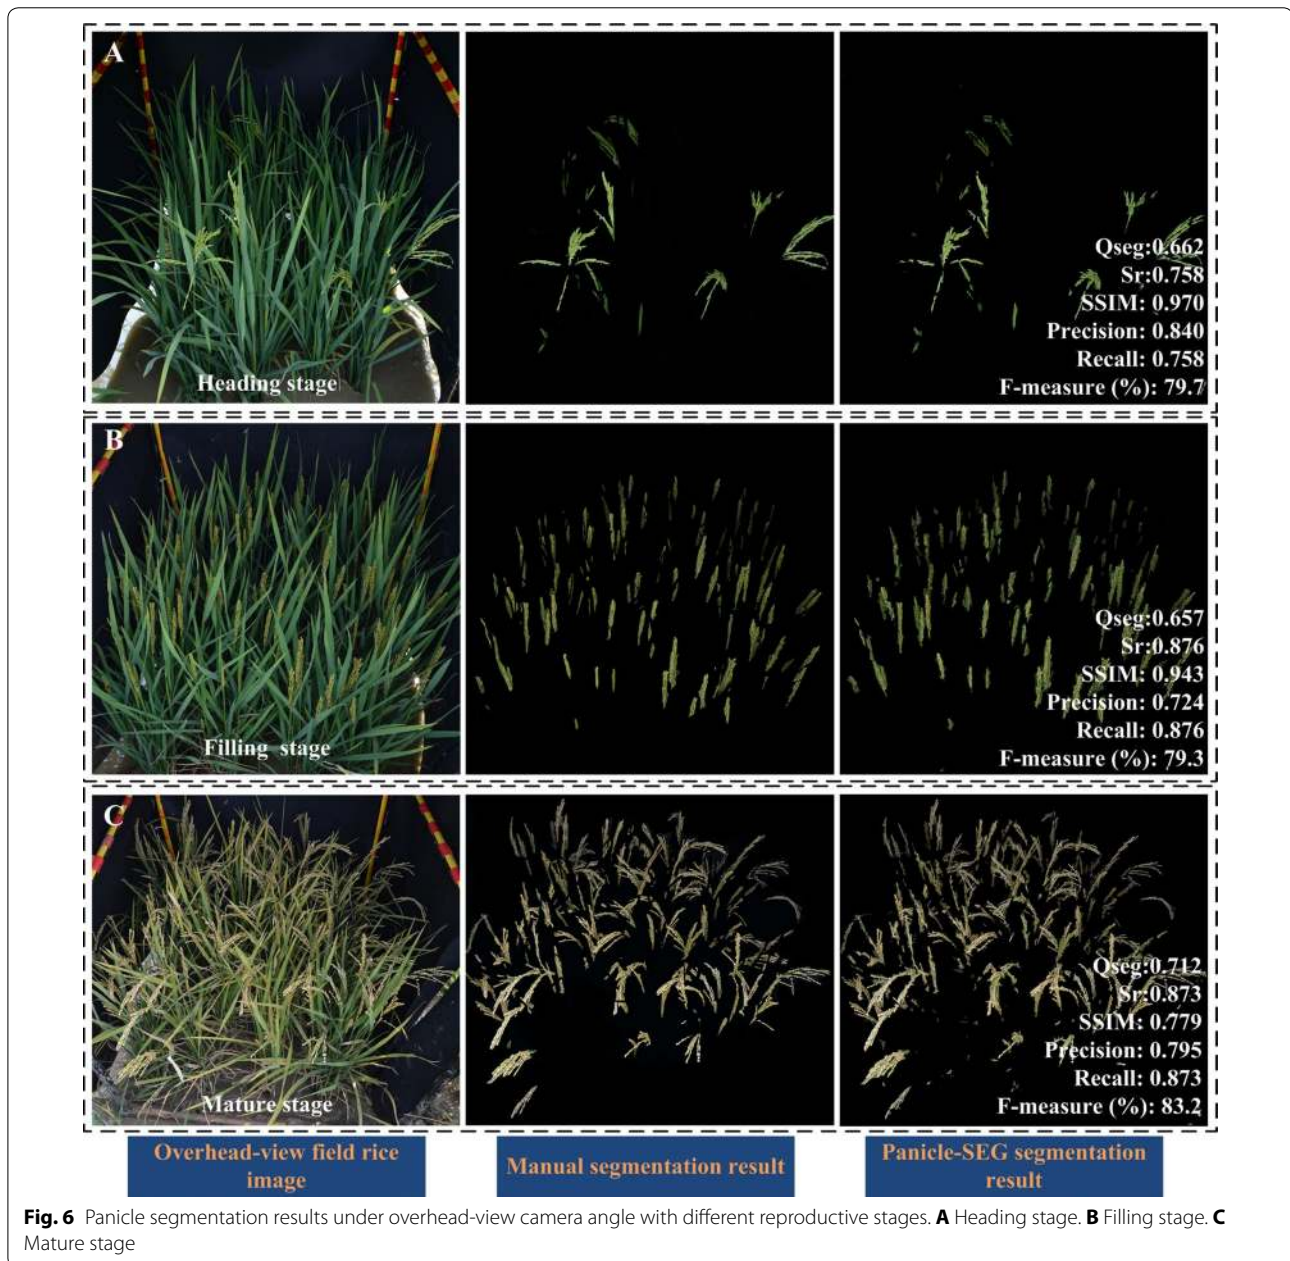 A
Heading stage
Qseg:0.662
Sr:0.758
SSIM: 0.970
Precision: 0.840
Recall: 0.758
F-measure (%): 79.7
B
Filling stage
Qseg:0.657
Sr:0.876
SSIM: 0.943
Precision: 0.724
Recall: 0.876
F-measure (%): 79.3
C
Mature stage
Qseg:0.712
Sr:0.873
SSIM: 0.779
Precision: 0.795
Recall: 0.873
F-measure (%): 83.2
Overhead-view field rice
image
Manual segmentation result
Panicle-SEG segmentation
result
Fig. 6 Panicle segmentation results under overhead-view camera angle with different reproductive stages. A Heading stage. B Filling stage. C
Mature stage